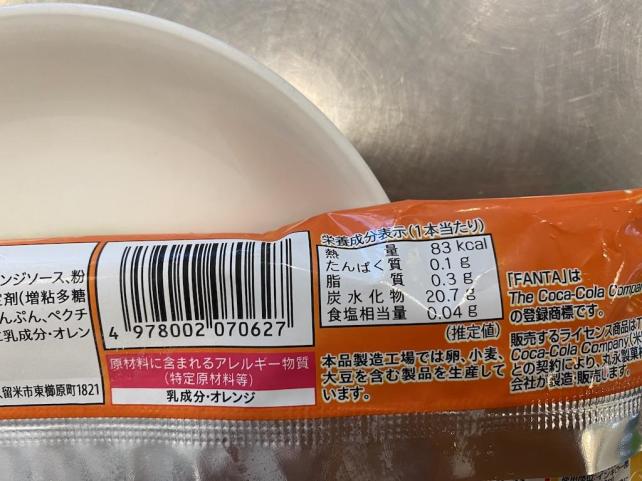 ンジソース、粉
定剤(増粘多糖
んぷん、ペクチ
に乳成分・オレン
久留米市東櫛原町1821
4 978002 070627
原材料に含まれるアレルギー物質
(特定原材料等)
乳成分・オレンジ
栄養成分表示(1本当たり)
熱量 83 kcal
たんぱく質 0.1 g
脂質 0.3 g
炭水化物 20.7 g
食塩相当量 0.04 g
(推定値)
本品製造工場では卵、小麦、
大豆を含む製品を生産して
います。
「FANTA」は
The Coca-Cola Compan
の登録商標です。
販売するライセンス商品は
Coca-Cola Company(米
との契約により、丸永製菓
会社が製造・販売します。